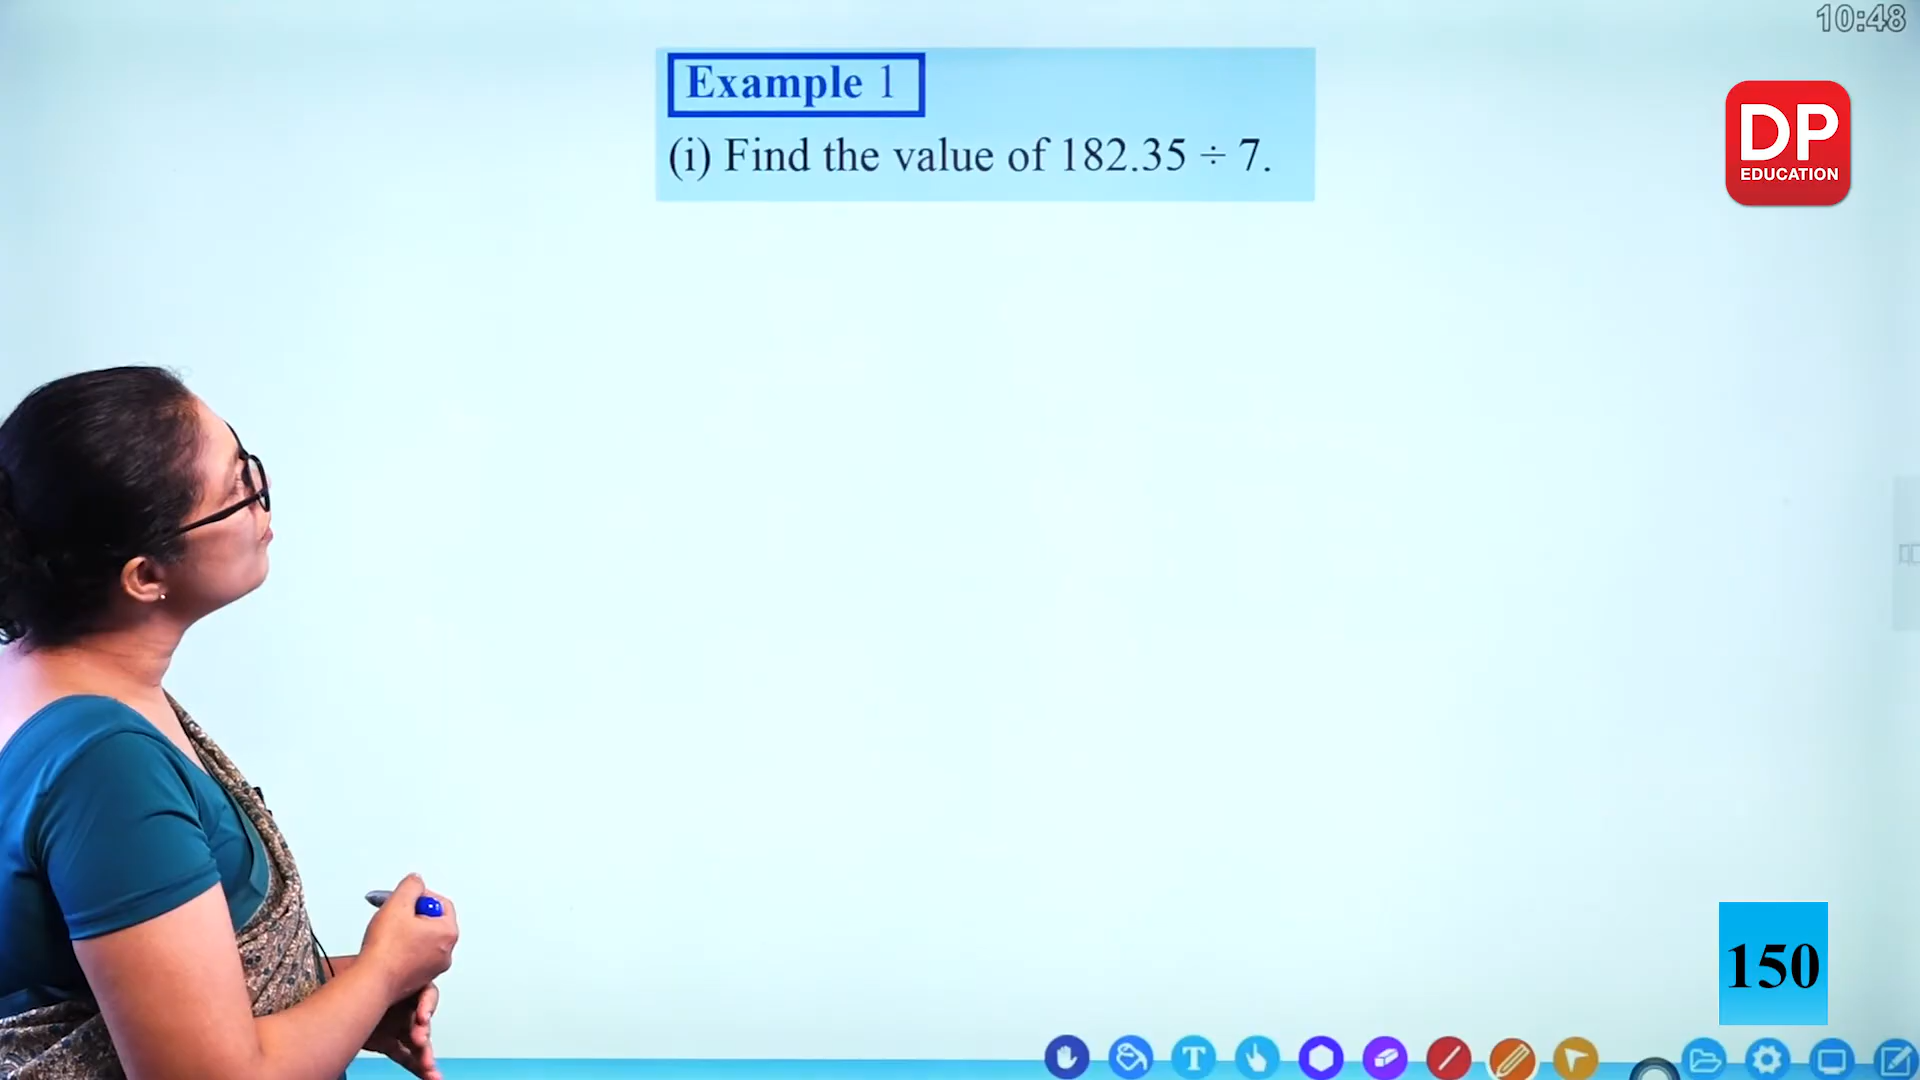 10:48
Example 1
(i) Find the value of 182.35 ÷ 7.
DP
EDUCATION
150
T